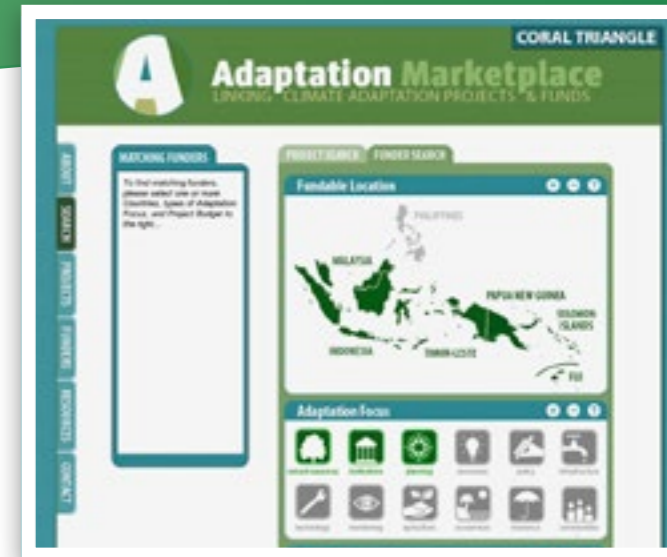 CORAL TRIANGLE
Adaptation Marketplace
LINKING CLIMATE ADAPTATION PROJECTS & FUNDS
ABOUT
SEARCH
PROJECTS
FUNDERS
RESOURCES
CONTACT
MATCHING FUNDERS
To find matching funders,
please select one or more
Countries, types of Adaptation
Focus, and Project Budget to
the right...
PROJECT SEARCH FUNDER SEARCH
Fundable Location
PHILIPPINES
MALAYSIA
PAPUA NEW GUINEA
SOLOMON
ISLANDS
INDONESIA
TIMOR-LESTE
FIJI
Adaptation Focus
planning
policy
infrastructure
technology monitoring agriculture